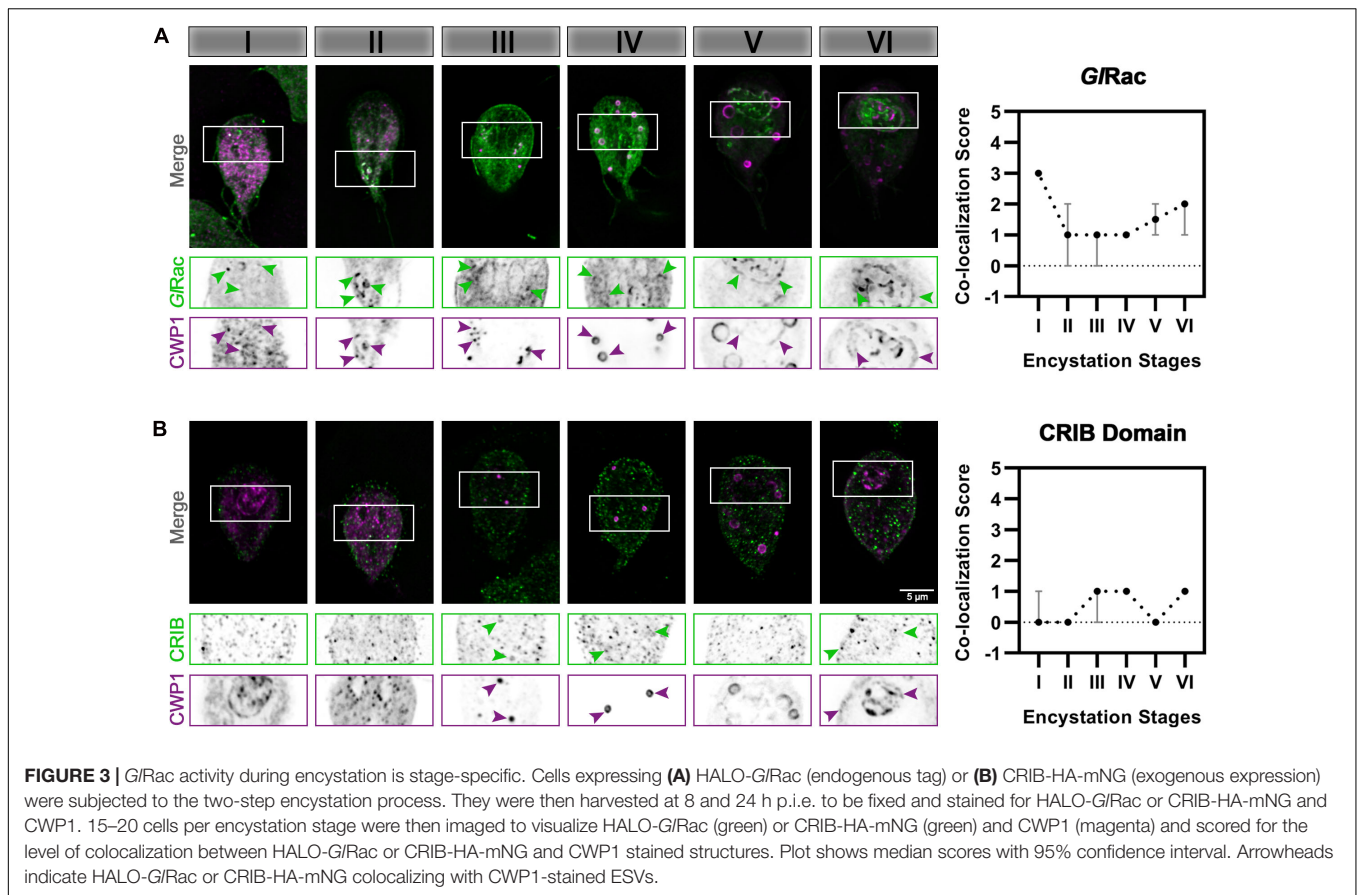 A
I II III IV V VI
Merge
GlRac
CWP1
GlRac
Co-localization Score
5
4
3
2
1
0
-1
I II III IV V VI
Encystation Stages
B
Merge
5 µm
CRIB
CWP1
CRIB Domain
Co-localization Score
5
4
3
2
1
0
-1
I II III IV V VI
Encystation Stages
FIGURE 3 | GlRac activity during encystation is stage-specific. Cells expressing (A) HALO-GlRac (endogenous tag) or (B) CRIB-HA-mNG (exogenous expression)
were subjected to the two-step encystation process. They were then harvested at 8 and 24 h p.i.e. to be fixed and stained for HALO-GlRac or CRIB-HA-mNG and
CWP1. 15–20 cells per encystation stage were then imaged to visualize HALO-GlRac (green) or CRIB-HA-mNG (green) and CWP1 (magenta) and scored for the
level of colocalization between HALO-GlRac or CRIB-HA-mNG and CWP1 stained structures. Plot shows median scores with 95% confidence interval. Arrowheads
indicate HALO-GlRac or CRIB-HA-mNG colocalizing with CWP1-stained ESVs.